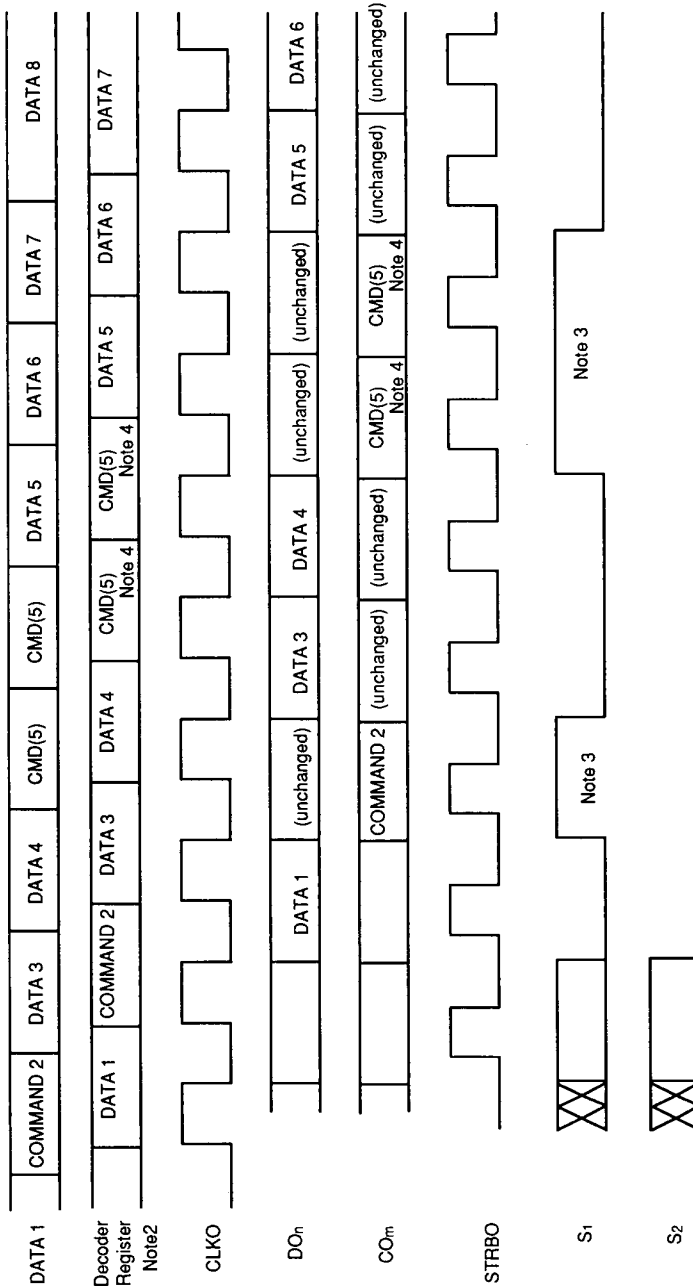 DATA 1 COMMAND 2 DATA 3 DATA 4 CMD(5) CMD(5) DATA 5 DATA 6 DATA 7 DATA 8
Decoder
Register
Note2
DATA 1 COMMAND 2 DATA 3 DATA 4 CMD(5) CMD(5) DATA 5 DATA 6 DATA 7
Note 4 Note 4
CLKO
DOn DATA 1 (unchanged) DATA 3 DATA 4 (unchanged) (unchanged) DATA 5 DATA 6
COm COMMAND 2 (unchanged) (unchanged) CMD(5) CMD(5) (unchanged) (unchanged)
Note 4 Note 4
STRBO
S1 Note 3 Note 3
S2